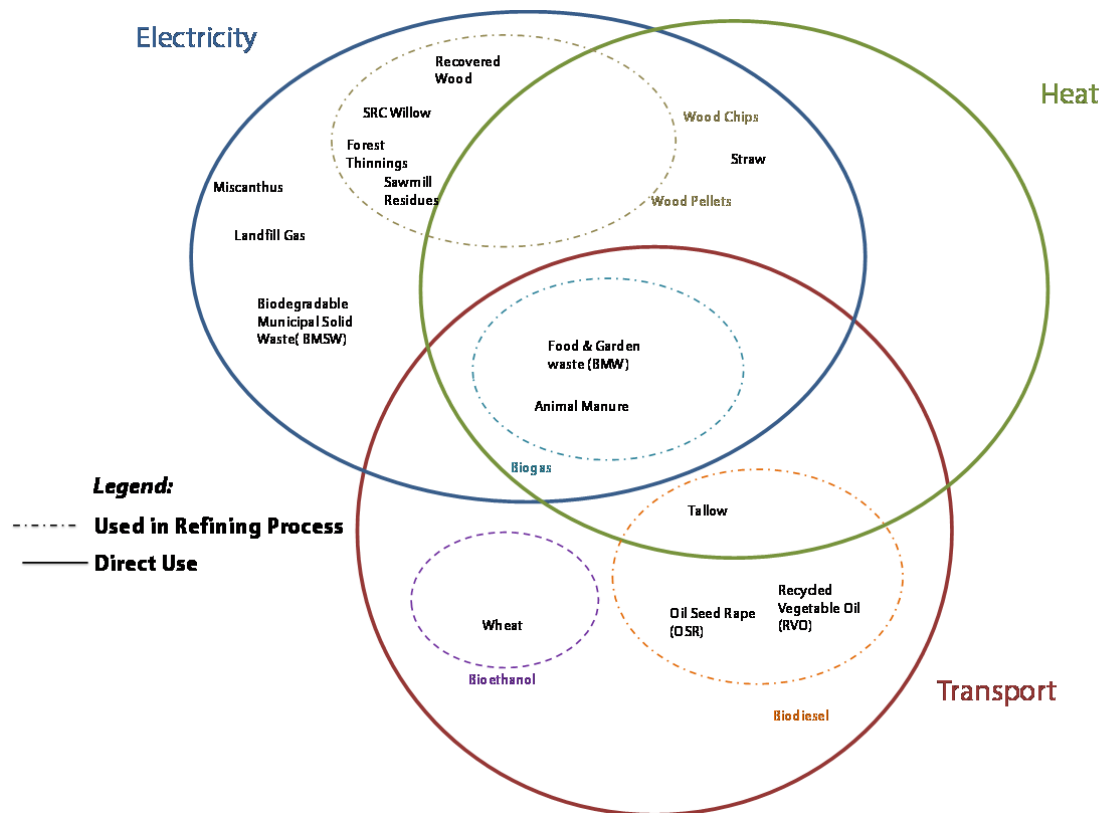 Electricity
Heat
Recovered
Wood
SRC Willow
Wood Chips
Forest
Thinnings
Straw
Sawmill
Residues
Miscanthus
Wood Pellets
Landfill Gas
Biodegradable
Municipal Solid
Waste( BMSW)
Food & Garden
waste (BMW)
Animal Manure
Biogas
Legend:
Used in Refining Process
Direct Use
Tallow
Wheat
Oil Seed Rape
(OSR)
Recycled
Vegetable Oil
(RVO)
Bioethanol
Transport
Biodiesel